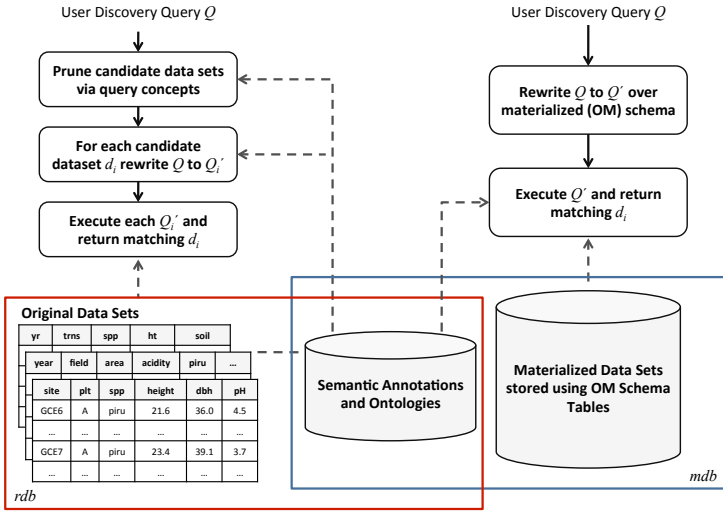 User Discovery Query Q
Prune candidate data sets
via query concepts
For each candidate
dataset di rewrite Q to Qi′
Execute each Qi′ and
return matching di
User Discovery Query Q
Rewrite Q to Q′ over
materialized (OM) schema
Execute Q′ and return
matching di
Original Data Sets
yr trns spp ht soil
year field area acidity piru ...
site plt spp height dbh pH
GCE6 A piru 21.6 36.0 4.5
... ... ... ... ... ...
GCE7 A piru 23.4 39.1 3.7
... ... ... ... ... ...
rdb
Semantic Annotations
and Ontologies
Materialized Data Sets
stored using OM Schema
Tables
mdb